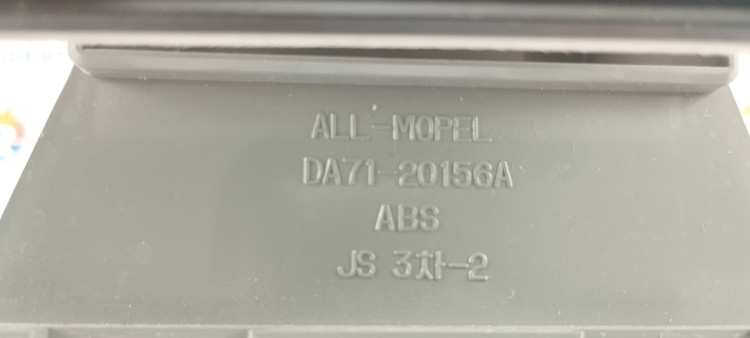 ALL-MOPEL
DA71-20156A
ABS
JS 3차-2